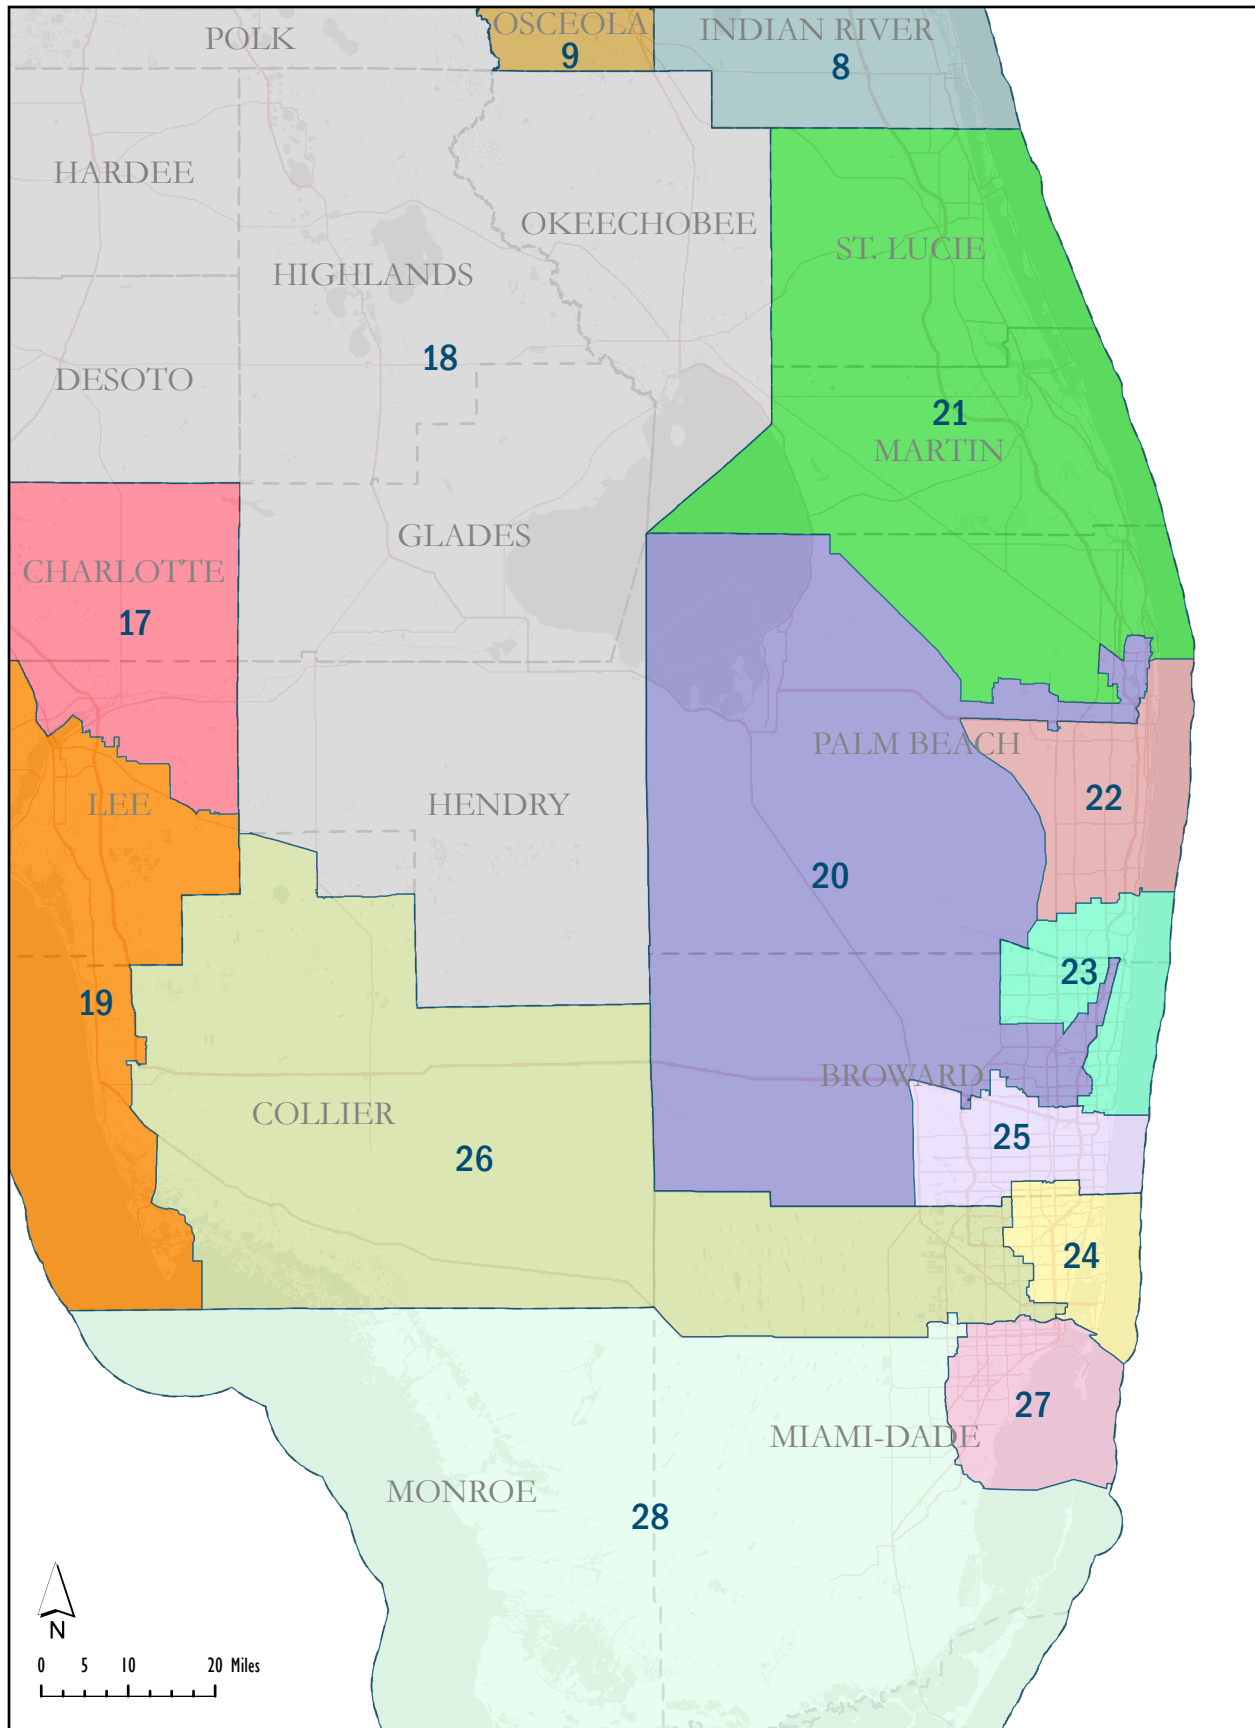 OSCEOLA
9
INDIAN RIVER
8
POLK
HARDEE
OKEECHOBEE
ST. LUCIE
HIGHLANDS
18
DESOTO
21
MARTIN
GLADES
CHARLOTTE
17
PALM BEACH
22
LEE
HENDRY
20
23
19
BROWARD
COLLIER
25
26
24
27
MIAMI-DADE
MONROE
28
N
0 5 10 20 Miles